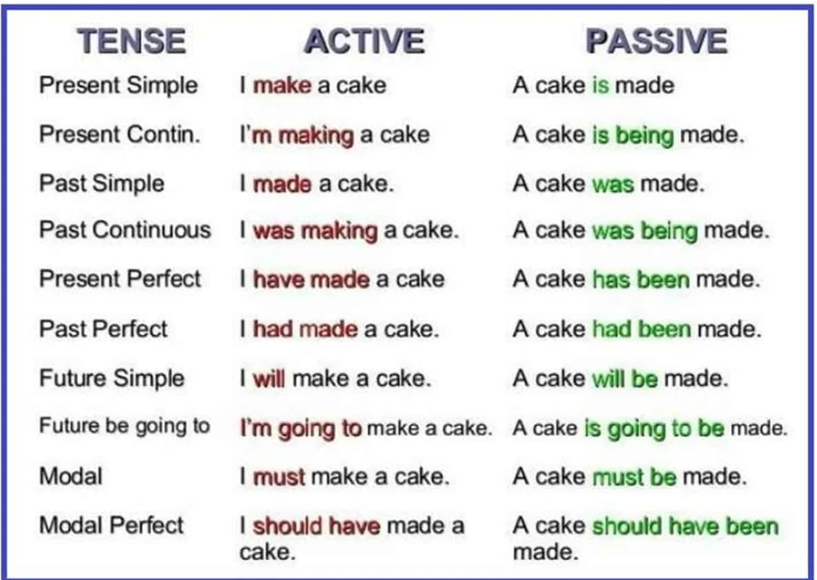 TENSE ACTIVE PASSIVE
Present Simple I make a cake A cake is made
Present Contin. I'm making a cake A cake is being made.
Past Simple I made a cake. A cake was made.
Past Continuous I was making a cake. A cake was being made.
Present Perfect I have made a cake A cake has been made.
Past Perfect I had made a cake. A cake had been made.
Future Simple I will make a cake. A cake will be made.
Future be going to I'm going to make a cake. A cake is going to be made.
Modal I must make a cake. A cake must be made.
Modal Perfect I should have made a A cake should have been
cake. made.